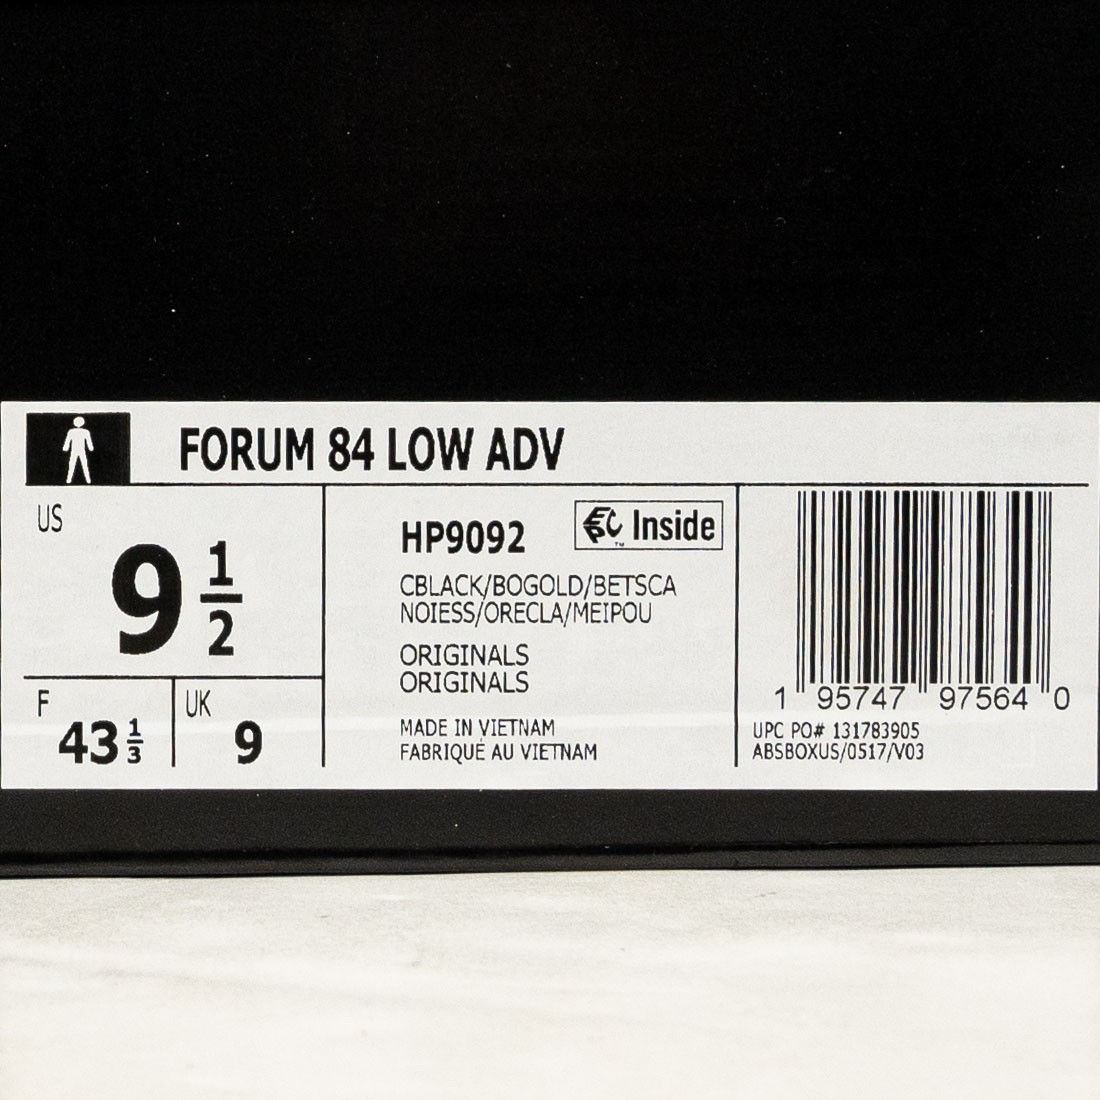 FORUM 84 LOW ADV
US
9 1/2
F
43 1/3
UK
9
HP9092
EPC Inside
™
CBLACK/BOGOLD/BETSCA
NOIESS/ORECLA/MEIPOU
ORIGINALS
ORIGINALS
MADE IN VIETNAM
FABRIQUÉ AU VIETNAM
1 95747 97564 0
UPC PO# 131783905
ABSBOXUS/0517/V03